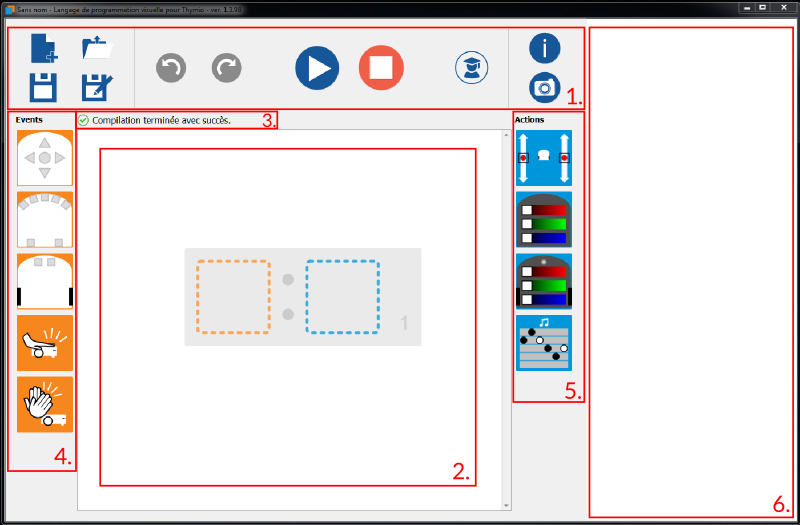 Sans nom - Langage de programmation visuelle pour Thymio - ver. 1.3.98
i
1.
Events
Compilation terminée avec succès.
3.
Actions
1
5.
4.
2.
6.